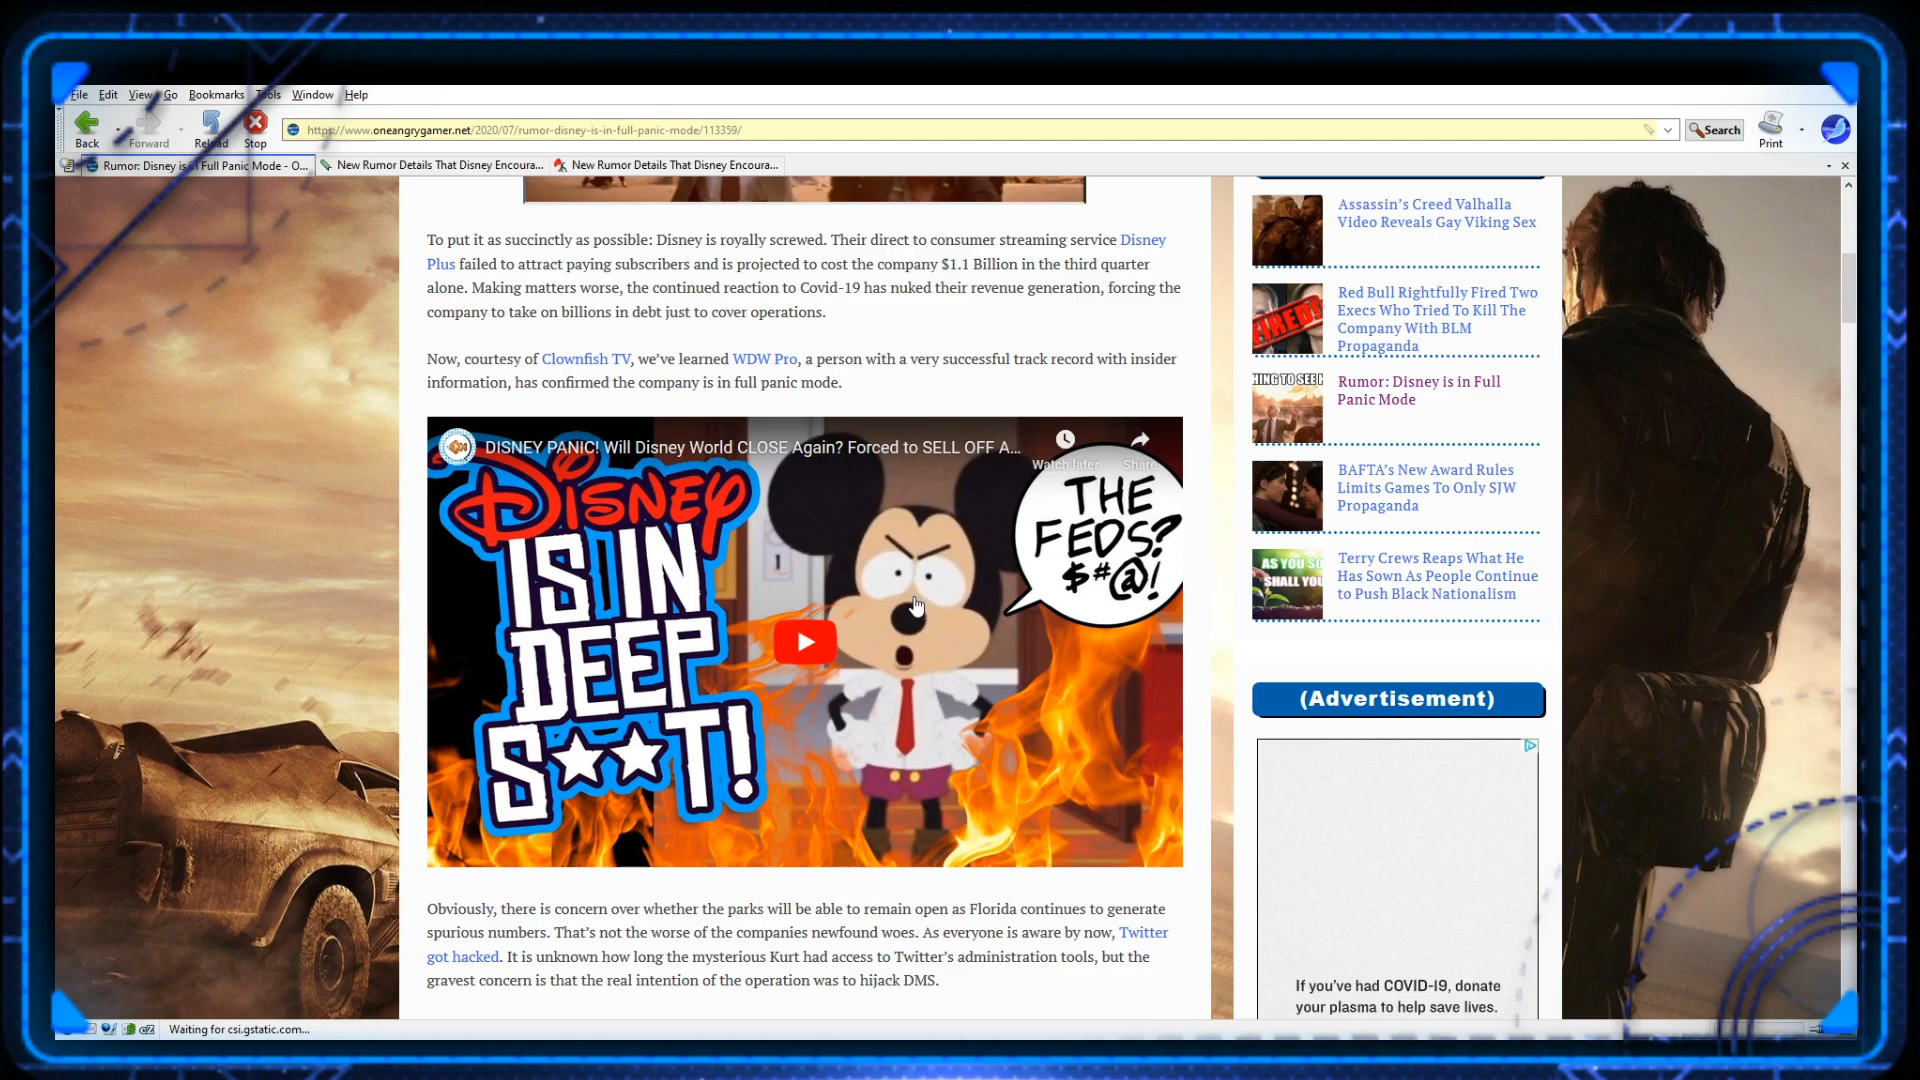 File Edit View Go Bookmarks Tools Window Help
Back Forward Reload Stop
https://www.oneangrygamer.net/2020/07/rumor-disney-is-in-full-panic-mode/113359/
Search
Print
Rumor: Disney is in Full Panic Mode - O...
New Rumor Details That Disney Encoura...
New Rumor Details That Disney Encoura...
To put it as succinctly as possible: Disney is royally screwed. Their direct to consumer streaming service Disney
Plus failed to attract paying subscribers and is projected to cost the company $1.1 Billion in the third quarter
alone. Making matters worse, the continued reaction to Covid-19 has nuked their revenue generation, forcing the
company to take on billions in debt just to cover operations.
Now, courtesy of Clownfish TV, we've learned WDW Pro, a person with a very successful track record with insider
information, has confirmed the company is in full panic mode.
DISNEY PANIC! Will Disney World CLOSE Again? Forced to SELL OFF A...
Watch later
Share
DISNEY
IS IN
DEEP
S**T!
THE
FEDS?
$#@!
Obviously, there is concern over whether the parks will be able to remain open as Florida continues to generate
spurious numbers. That's not the worse of the companies newfound woes. As everyone is aware by now, Twitter
got hacked. It is unknown how long the mysterious Kurt had access to Twitter's administration tools, but the
gravest concern is that the real intention of the operation was to hijack DMS.
Assassin's Creed Valhalla
Video Reveals Gay Viking Sex
FIRED!
Red Bull Rightfully Fired Two
Execs Who Tried To Kill The
Company With BLM
Propaganda
HING TO SEE H
Rumor: Disney is in Full
Panic Mode
BAFTA's New Award Rules
Limits Games To Only SJW
Propaganda
AS YOU SO
SHALL YOU
Terry Crews Reaps What He
Has Sown As People Continue
to Push Black Nationalism
(Advertisement)
If you've had COVID-19, donate
your plasma to help save lives.
Waiting for csi.gstatic.com...